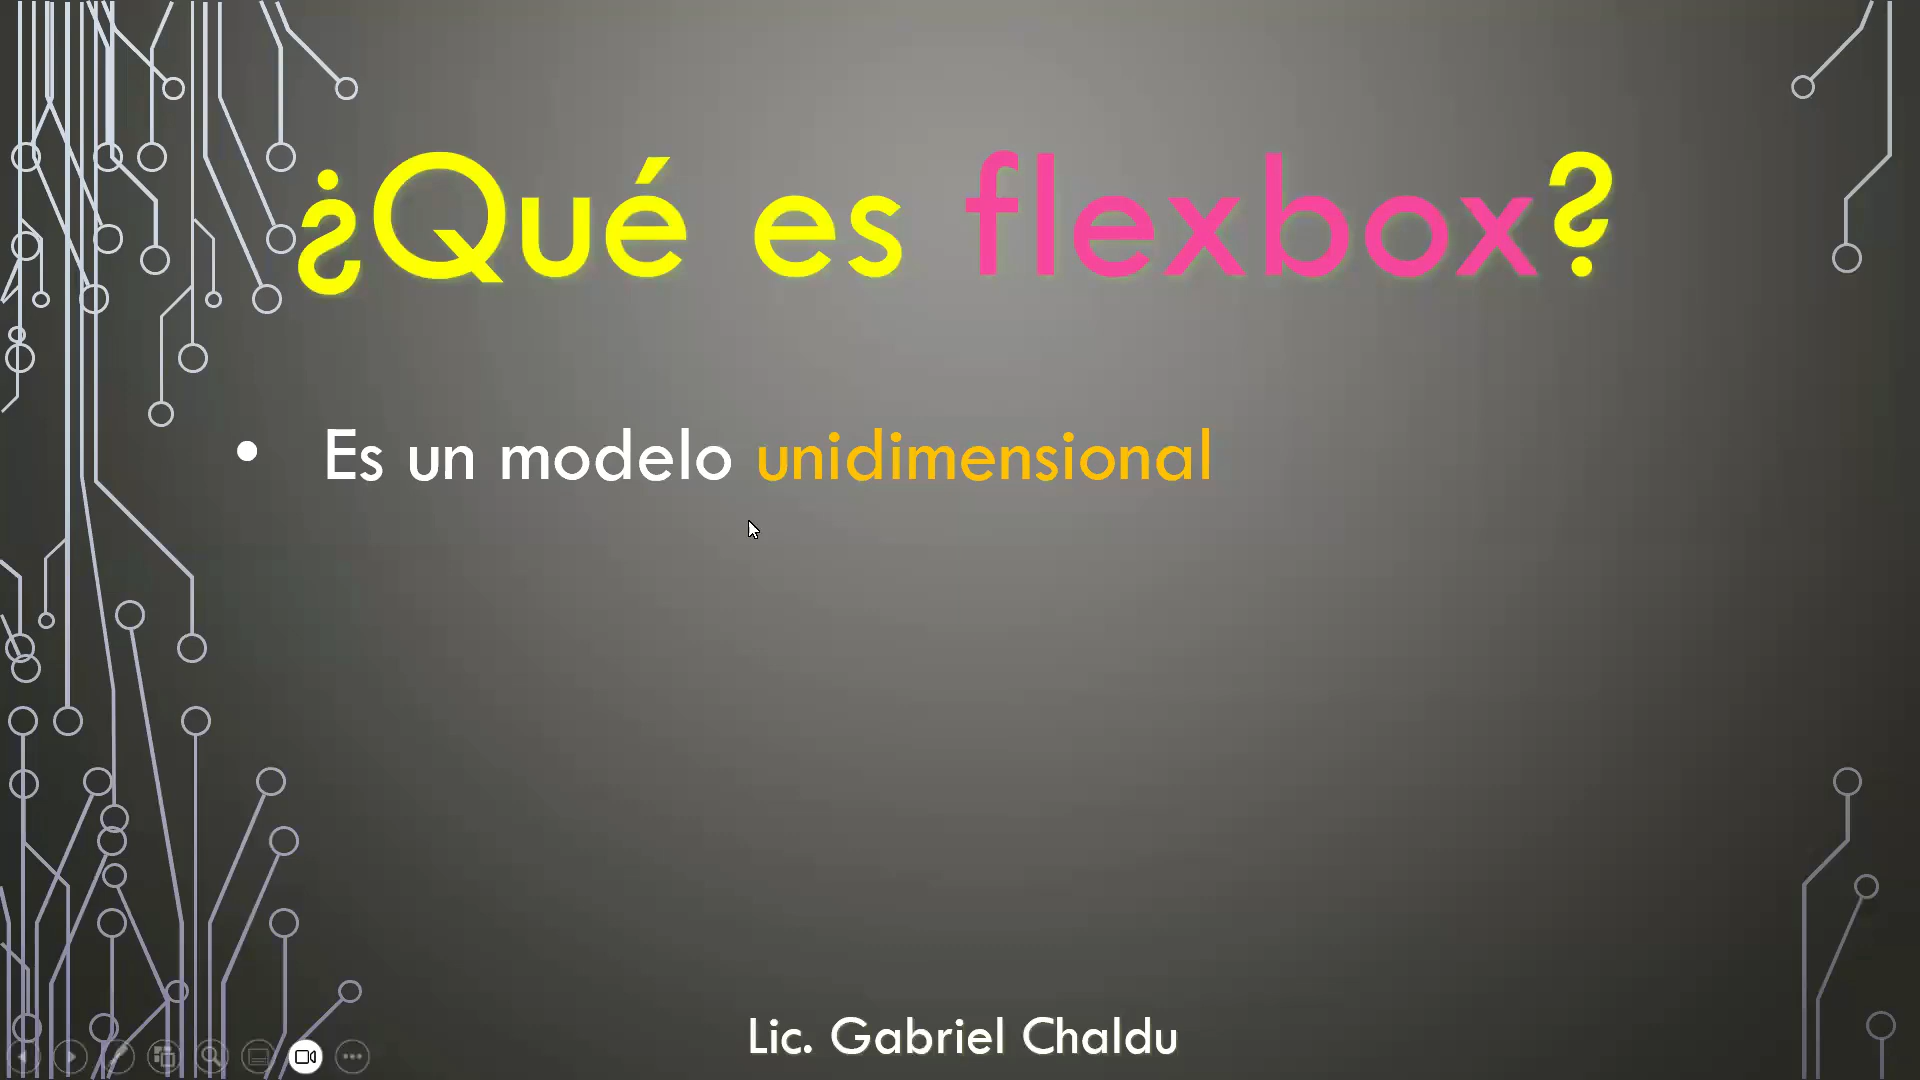 ¿Qué es flexbox?
• Es un modelo unidimensional
Lic. Gabriel Chaldu